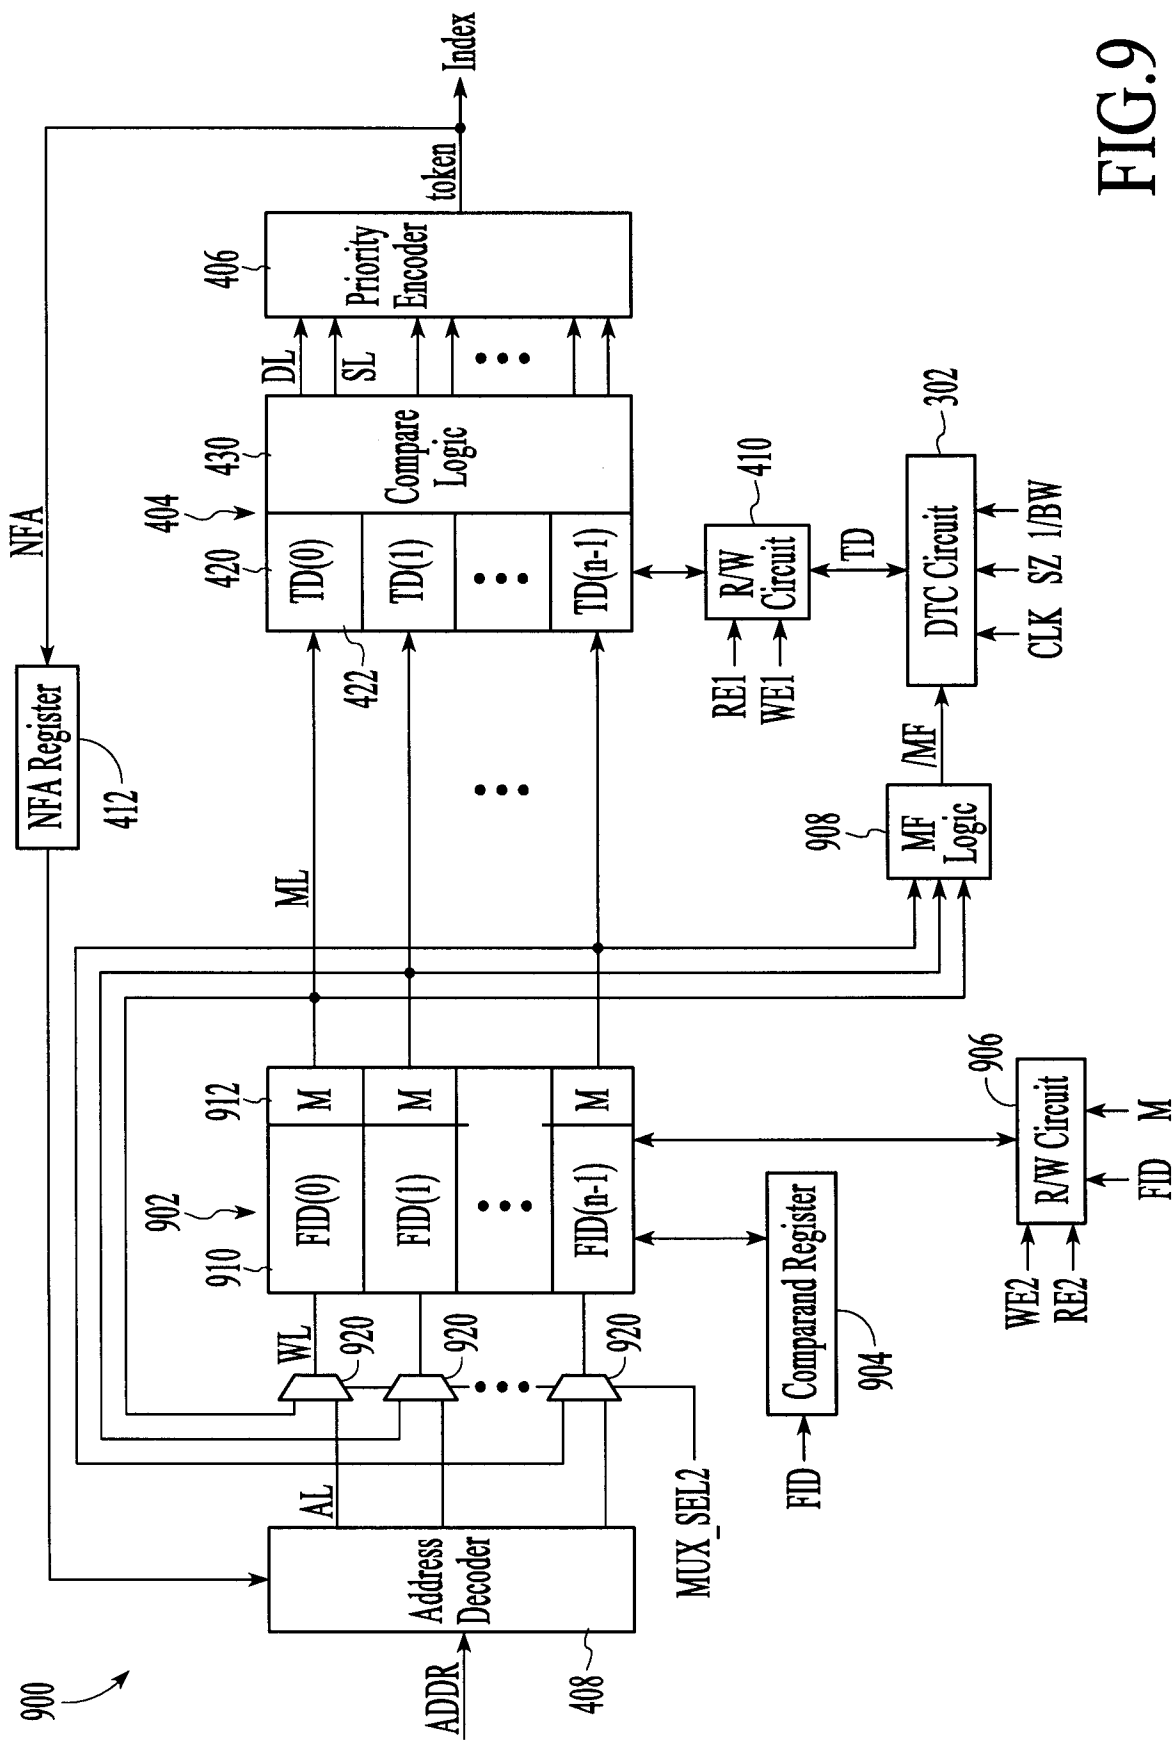 900
NFA
NFA Register
412
Index
token
406
Priority
Encoder
DL
SL
430
404
420
Compare
Logic
TD(0)
TD(1)
TD(n-1)
422
ML
912
902
910
M
M
M
FID(0)
FID(1)
FID(n-1)
WL
920
920
920
AL
Address
Decoder
408
ADDR
MUX_SEL2
FID
Comparand Register
904
906
R/W Circuit
WE2
RE2
FID
M
908
MF
Logic
/MF
RE1
WE1
R/W
Circuit
410
TD
302
DTC Circuit
CLK
SZ
1/BW
FIG.9